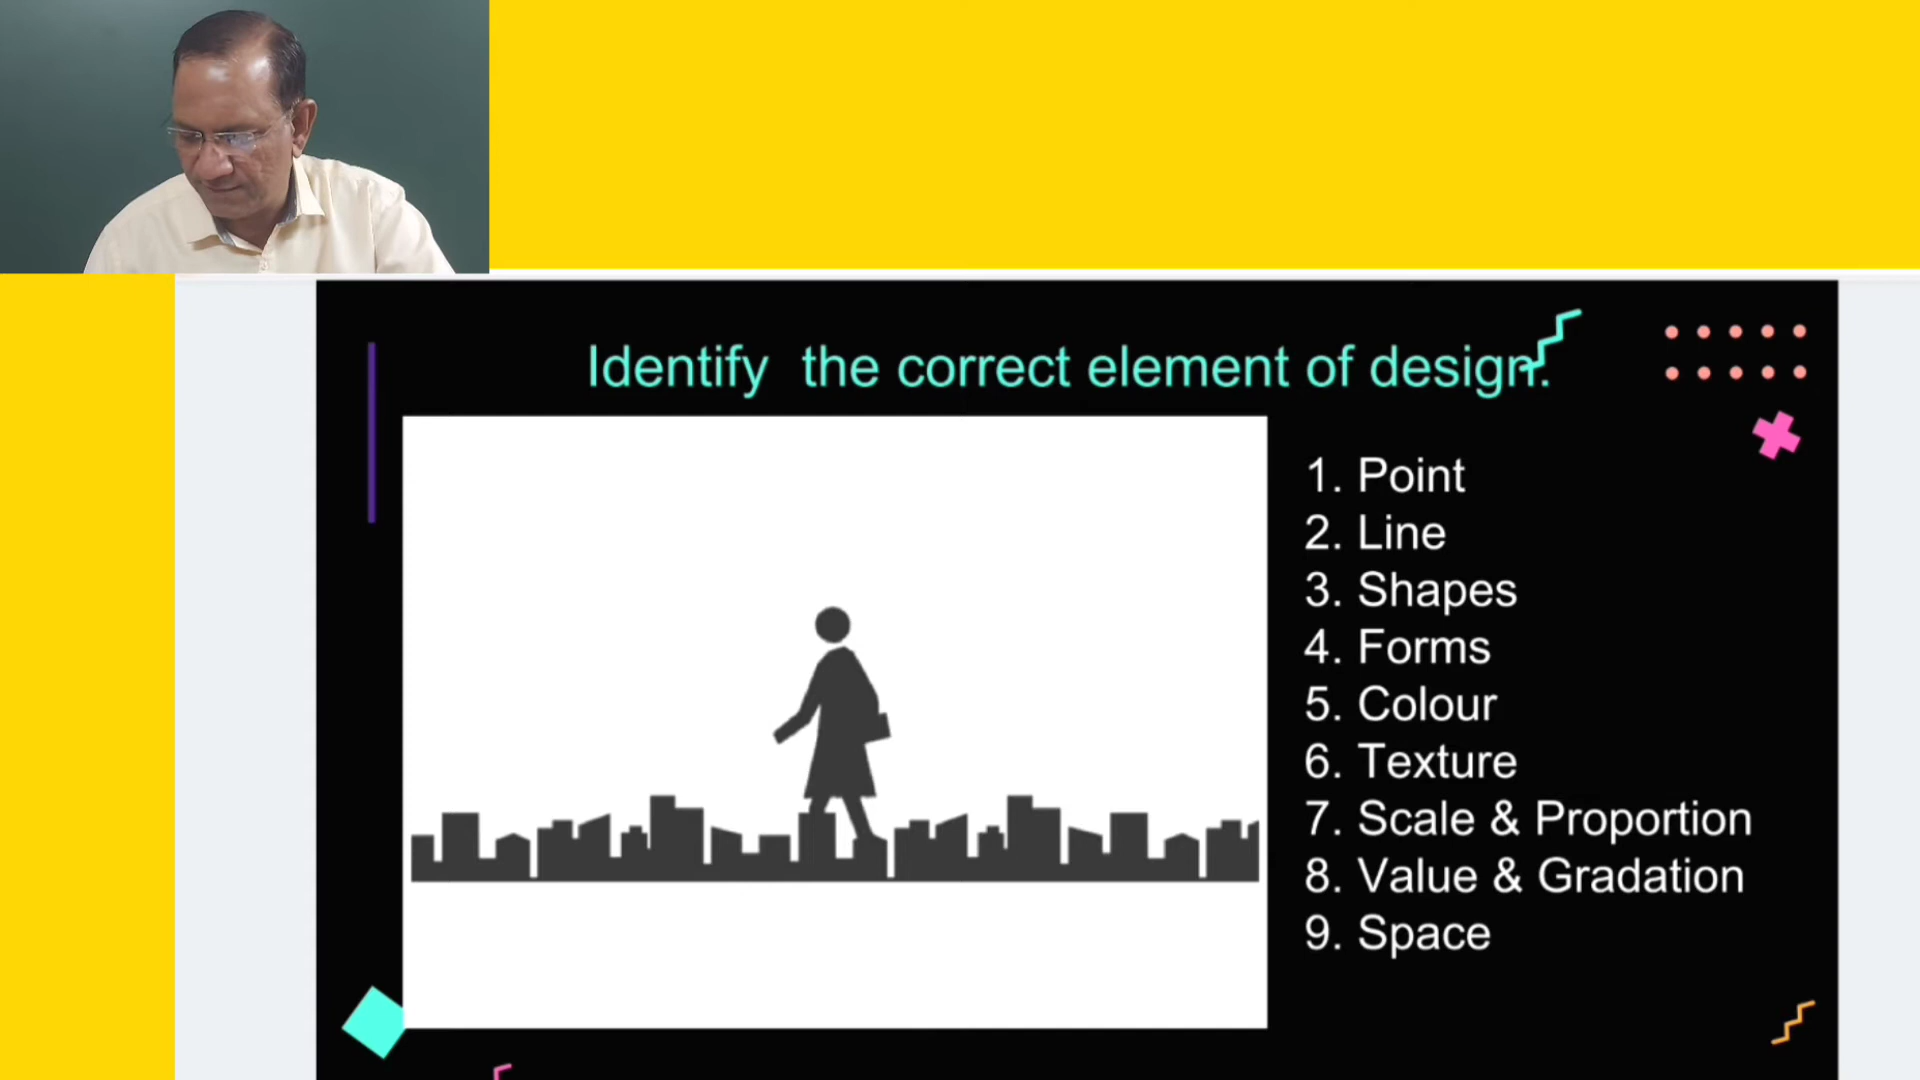 Identify the correct element of design.
1. Point
2. Line
3. Shapes
4. Forms
5. Colour
6. Texture
7. Scale & Proportion
8. Value & Gradation
9. Space